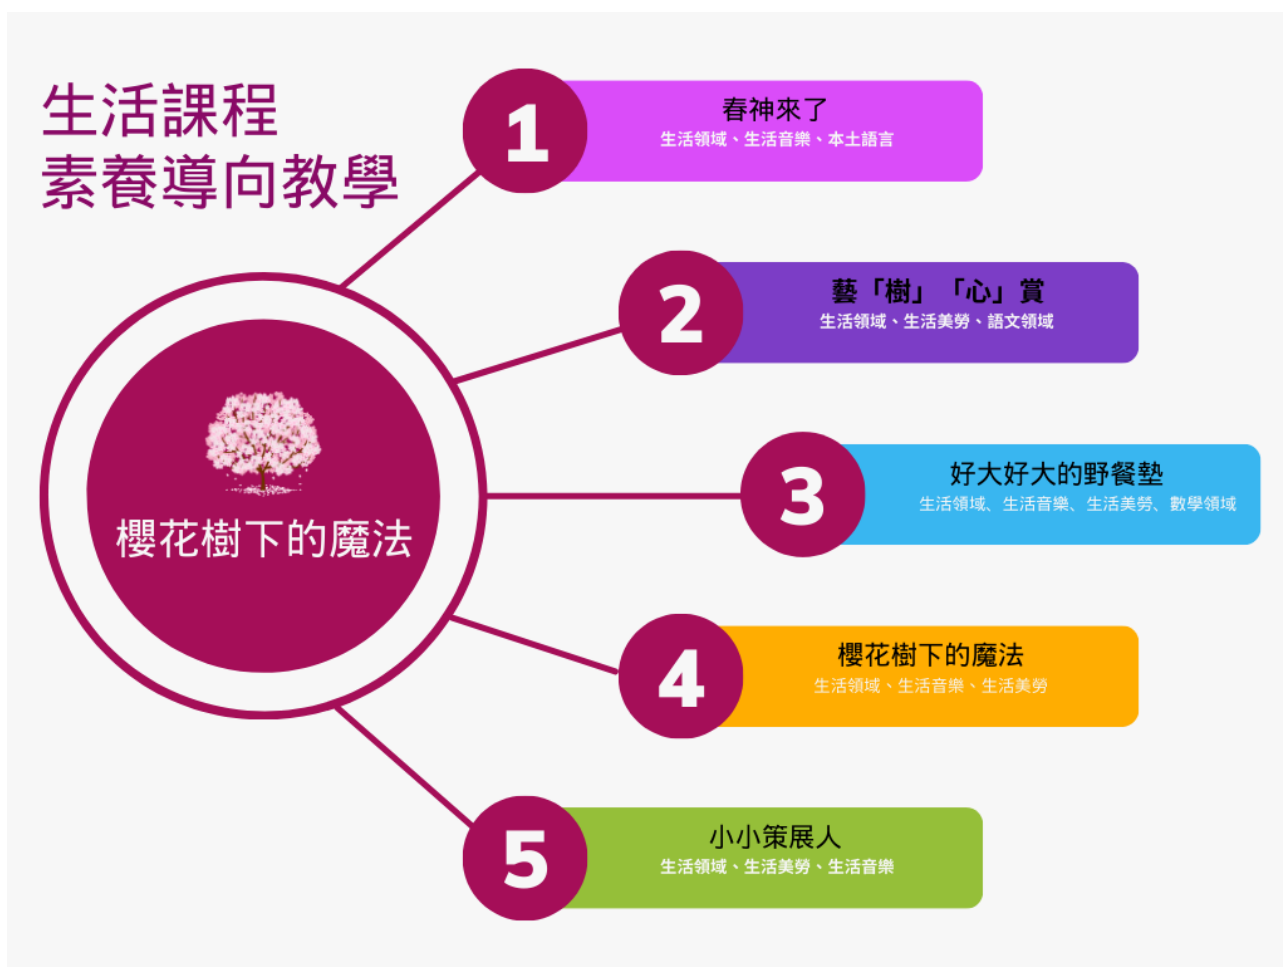 生活課程
素養導向教學
櫻花樹下的魔法
1
春神來了
生活領域、生活音樂、本土語言
2
藝「樹」「心」賞
生活領域、生活美勞、語文領域
3
好大好大的野餐墊
生活領域、生活音樂、生活美勞、數學領域
4
櫻花樹下的魔法
生活領域、生活音樂、生活美勞
5
小小策展人
生活領域、生活美勞、生活音樂